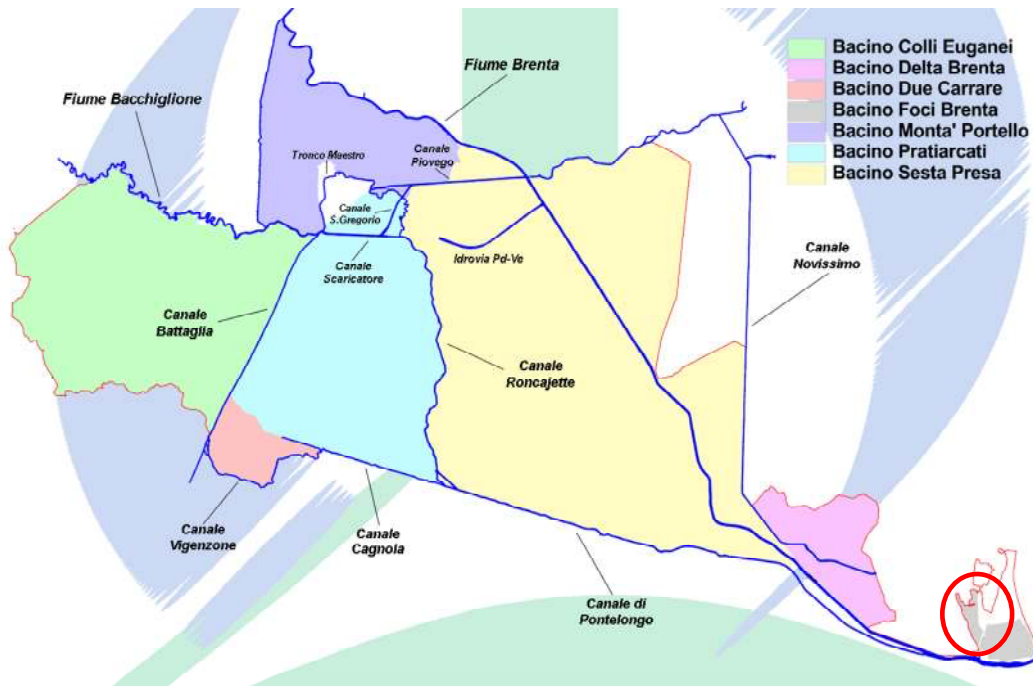 Bacino Colli Euganei
Bacino Delta Brenta
Bacino Due Carrare
Bacino Foci Brenta
Bacino Monta' Portello
Bacino Pratiarcati
Bacino Sesta Presa
Fiume Brenta
Fiume Bacchiglione
Tronco Maestro
Canale
Piovego
Canale
S.Gregorio
Canale
Scaricatore
Idrovia Pd-Ve
Canale
Novissimo
Canale
Battaglia
Canale
Roncajette
Canale
Vigenzone
Canale
Cagnola
Canale di
Pontelongo